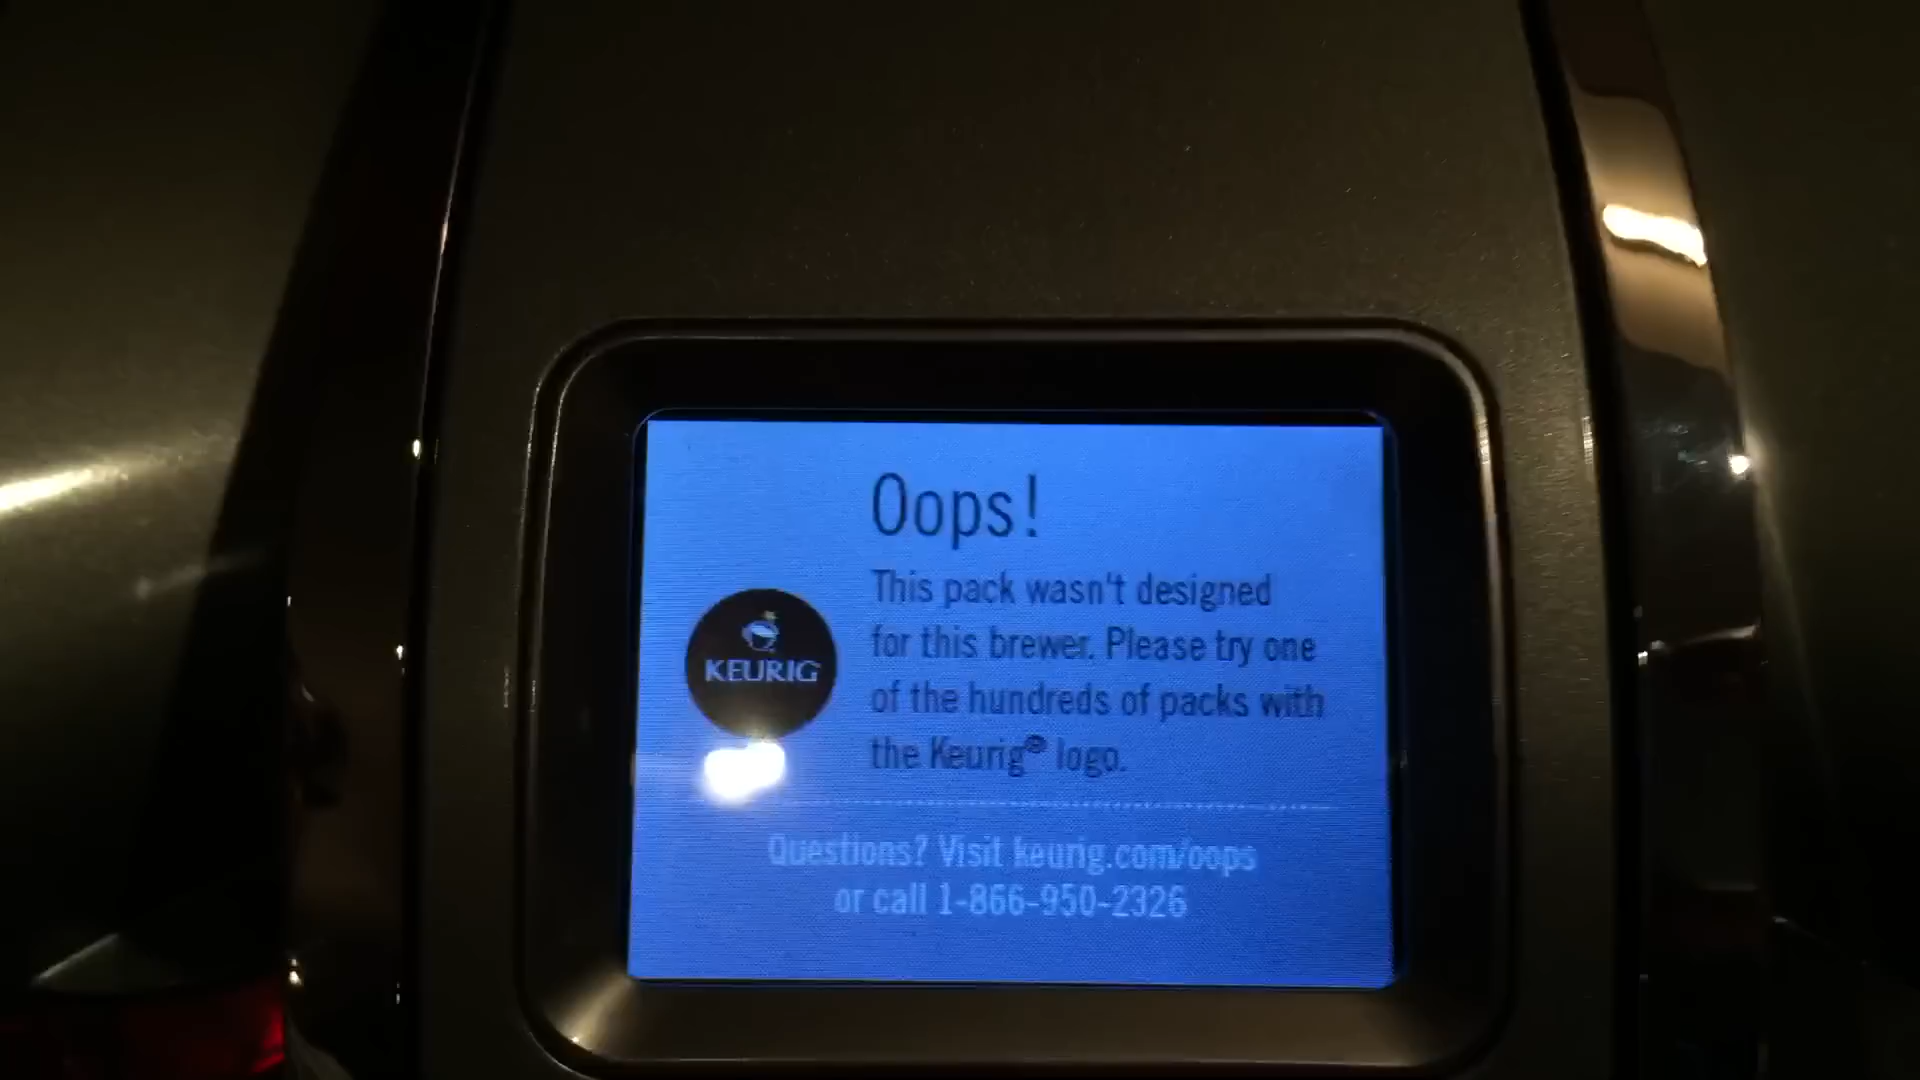 Oops!
This pack wasn't designed
for this brewer. Please try one
of the hundreds of packs with
the Keurig® logo.
KEURIG
Questions? Visit keurig.com/oops
or call 1-866-950-2326